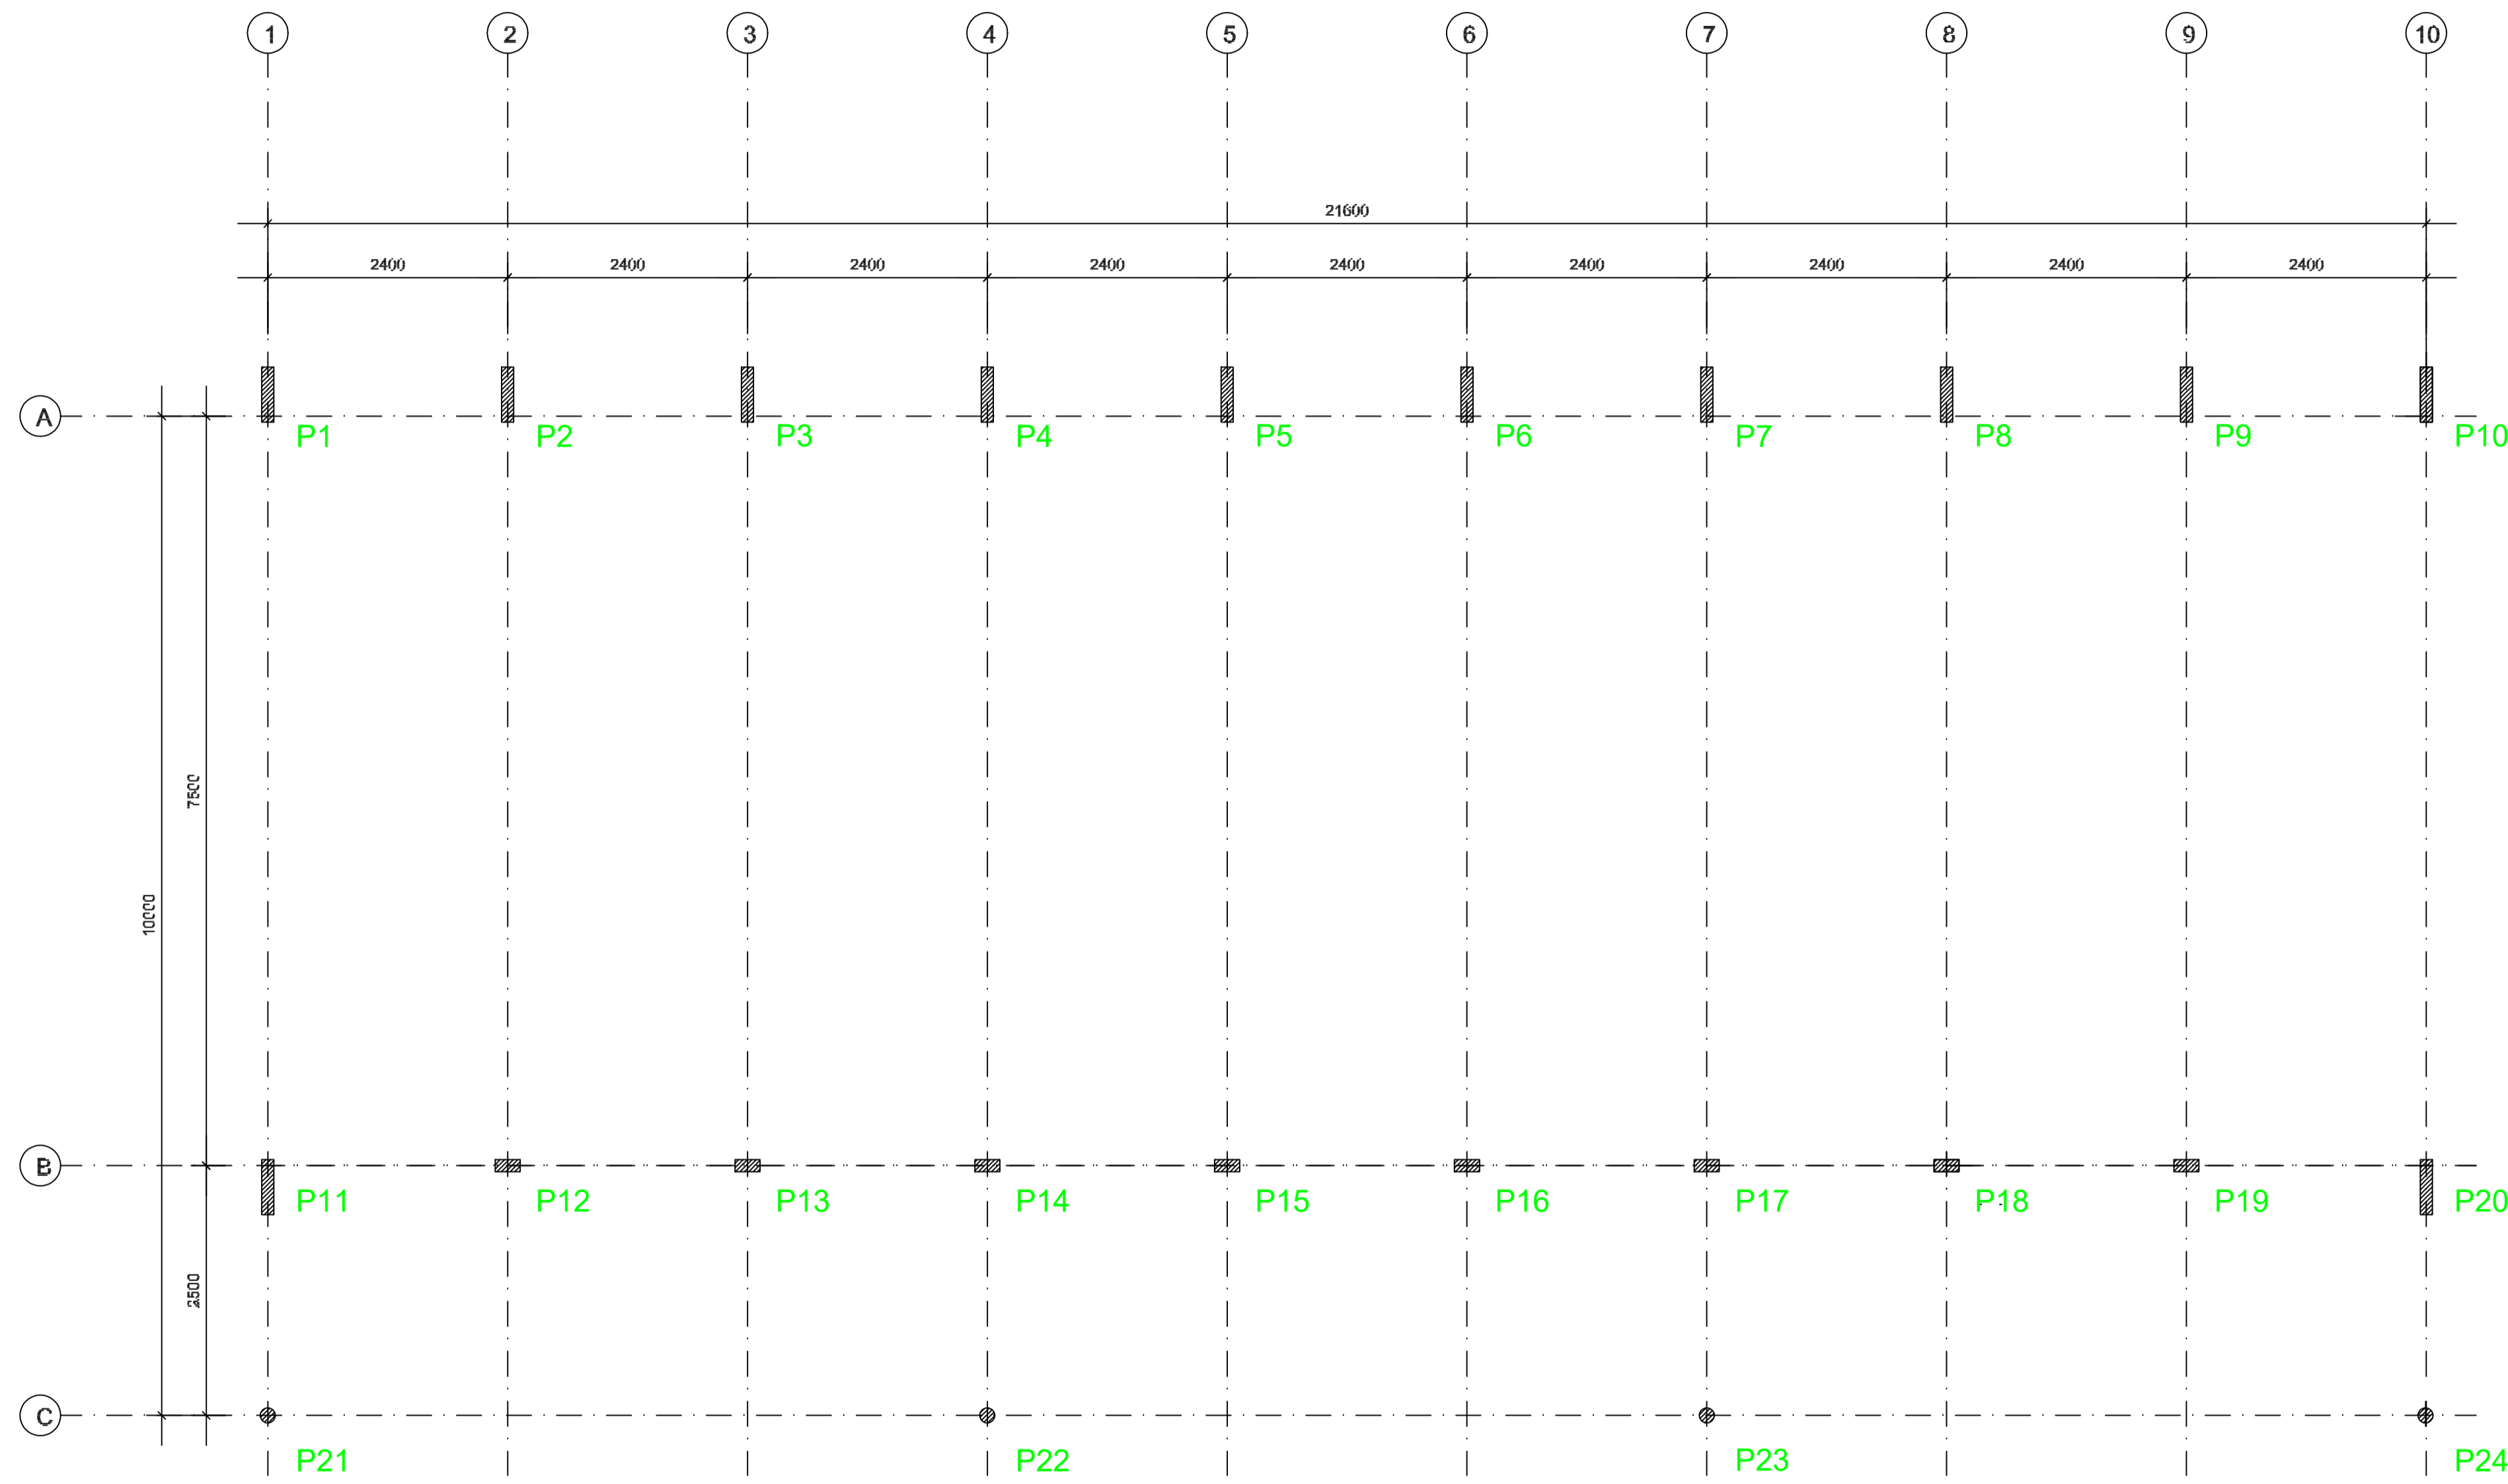 1 2 3 4 5 6 7 8 9 10
21600
2400 2400 2400 2400 2400 2400 2400 2400 2400
A
P1 P2 P3 P4 P5 P6 P7 P8 P9 P10
7500
10000
B
P11 P12 P13 P14 P15 P16 P17 P18 P19 P20
2500
C
P21 P22 P23 P24